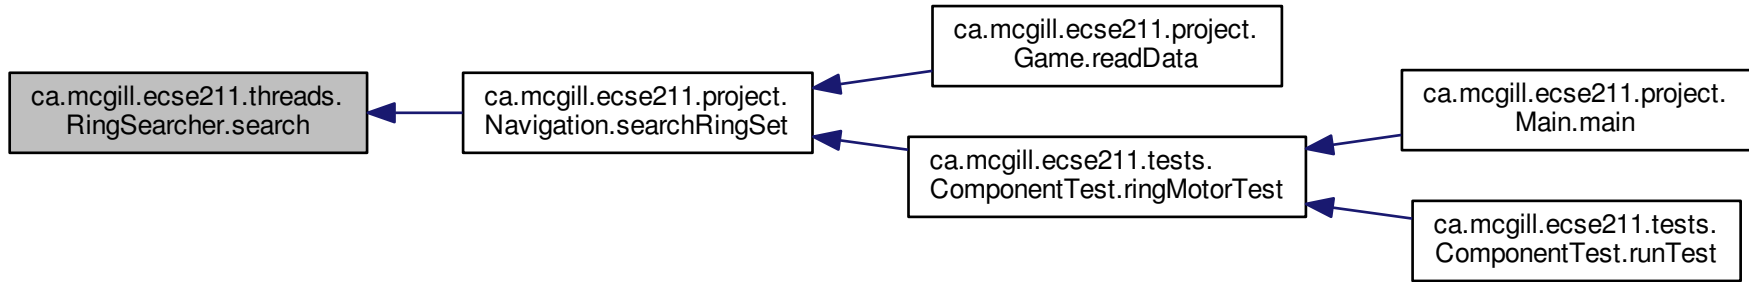 ca.mcgill.ecse211.threads.
RingSearcher.search
ca.mcgill.ecse211.project.
Navigation.searchRingSet
ca.mcgill.ecse211.project.
Game.readData
ca.mcgill.ecse211.tests.
ComponentTest.ringMotorTest
ca.mcgill.ecse211.project.
Main.main
ca.mcgill.ecse211.tests.
ComponentTest.runTest